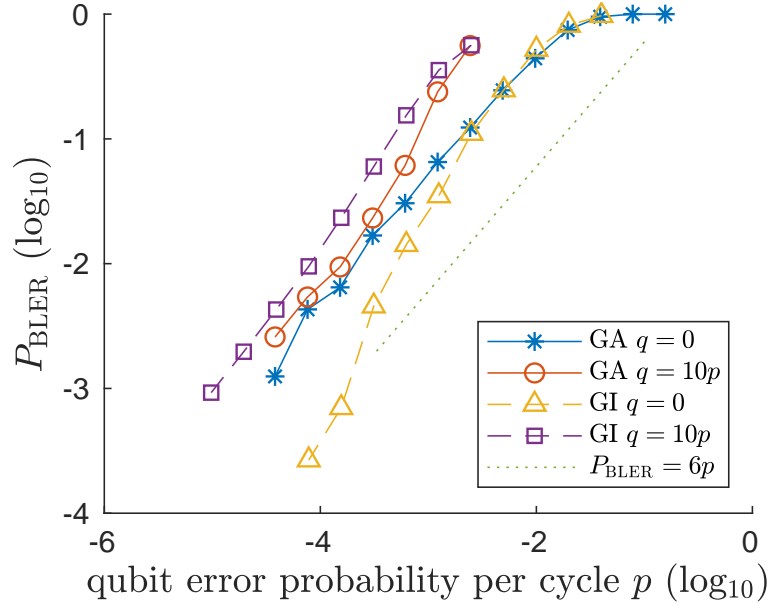 0
-1
-2
-3
-4
-6
-4
-2
0
P_BLER (log₁₀)
qubit error probability per cycle p (log₁₀)
GA q = 0
GA q = 10p
GI q = 0
GI q = 10p
P_BLER = 6p